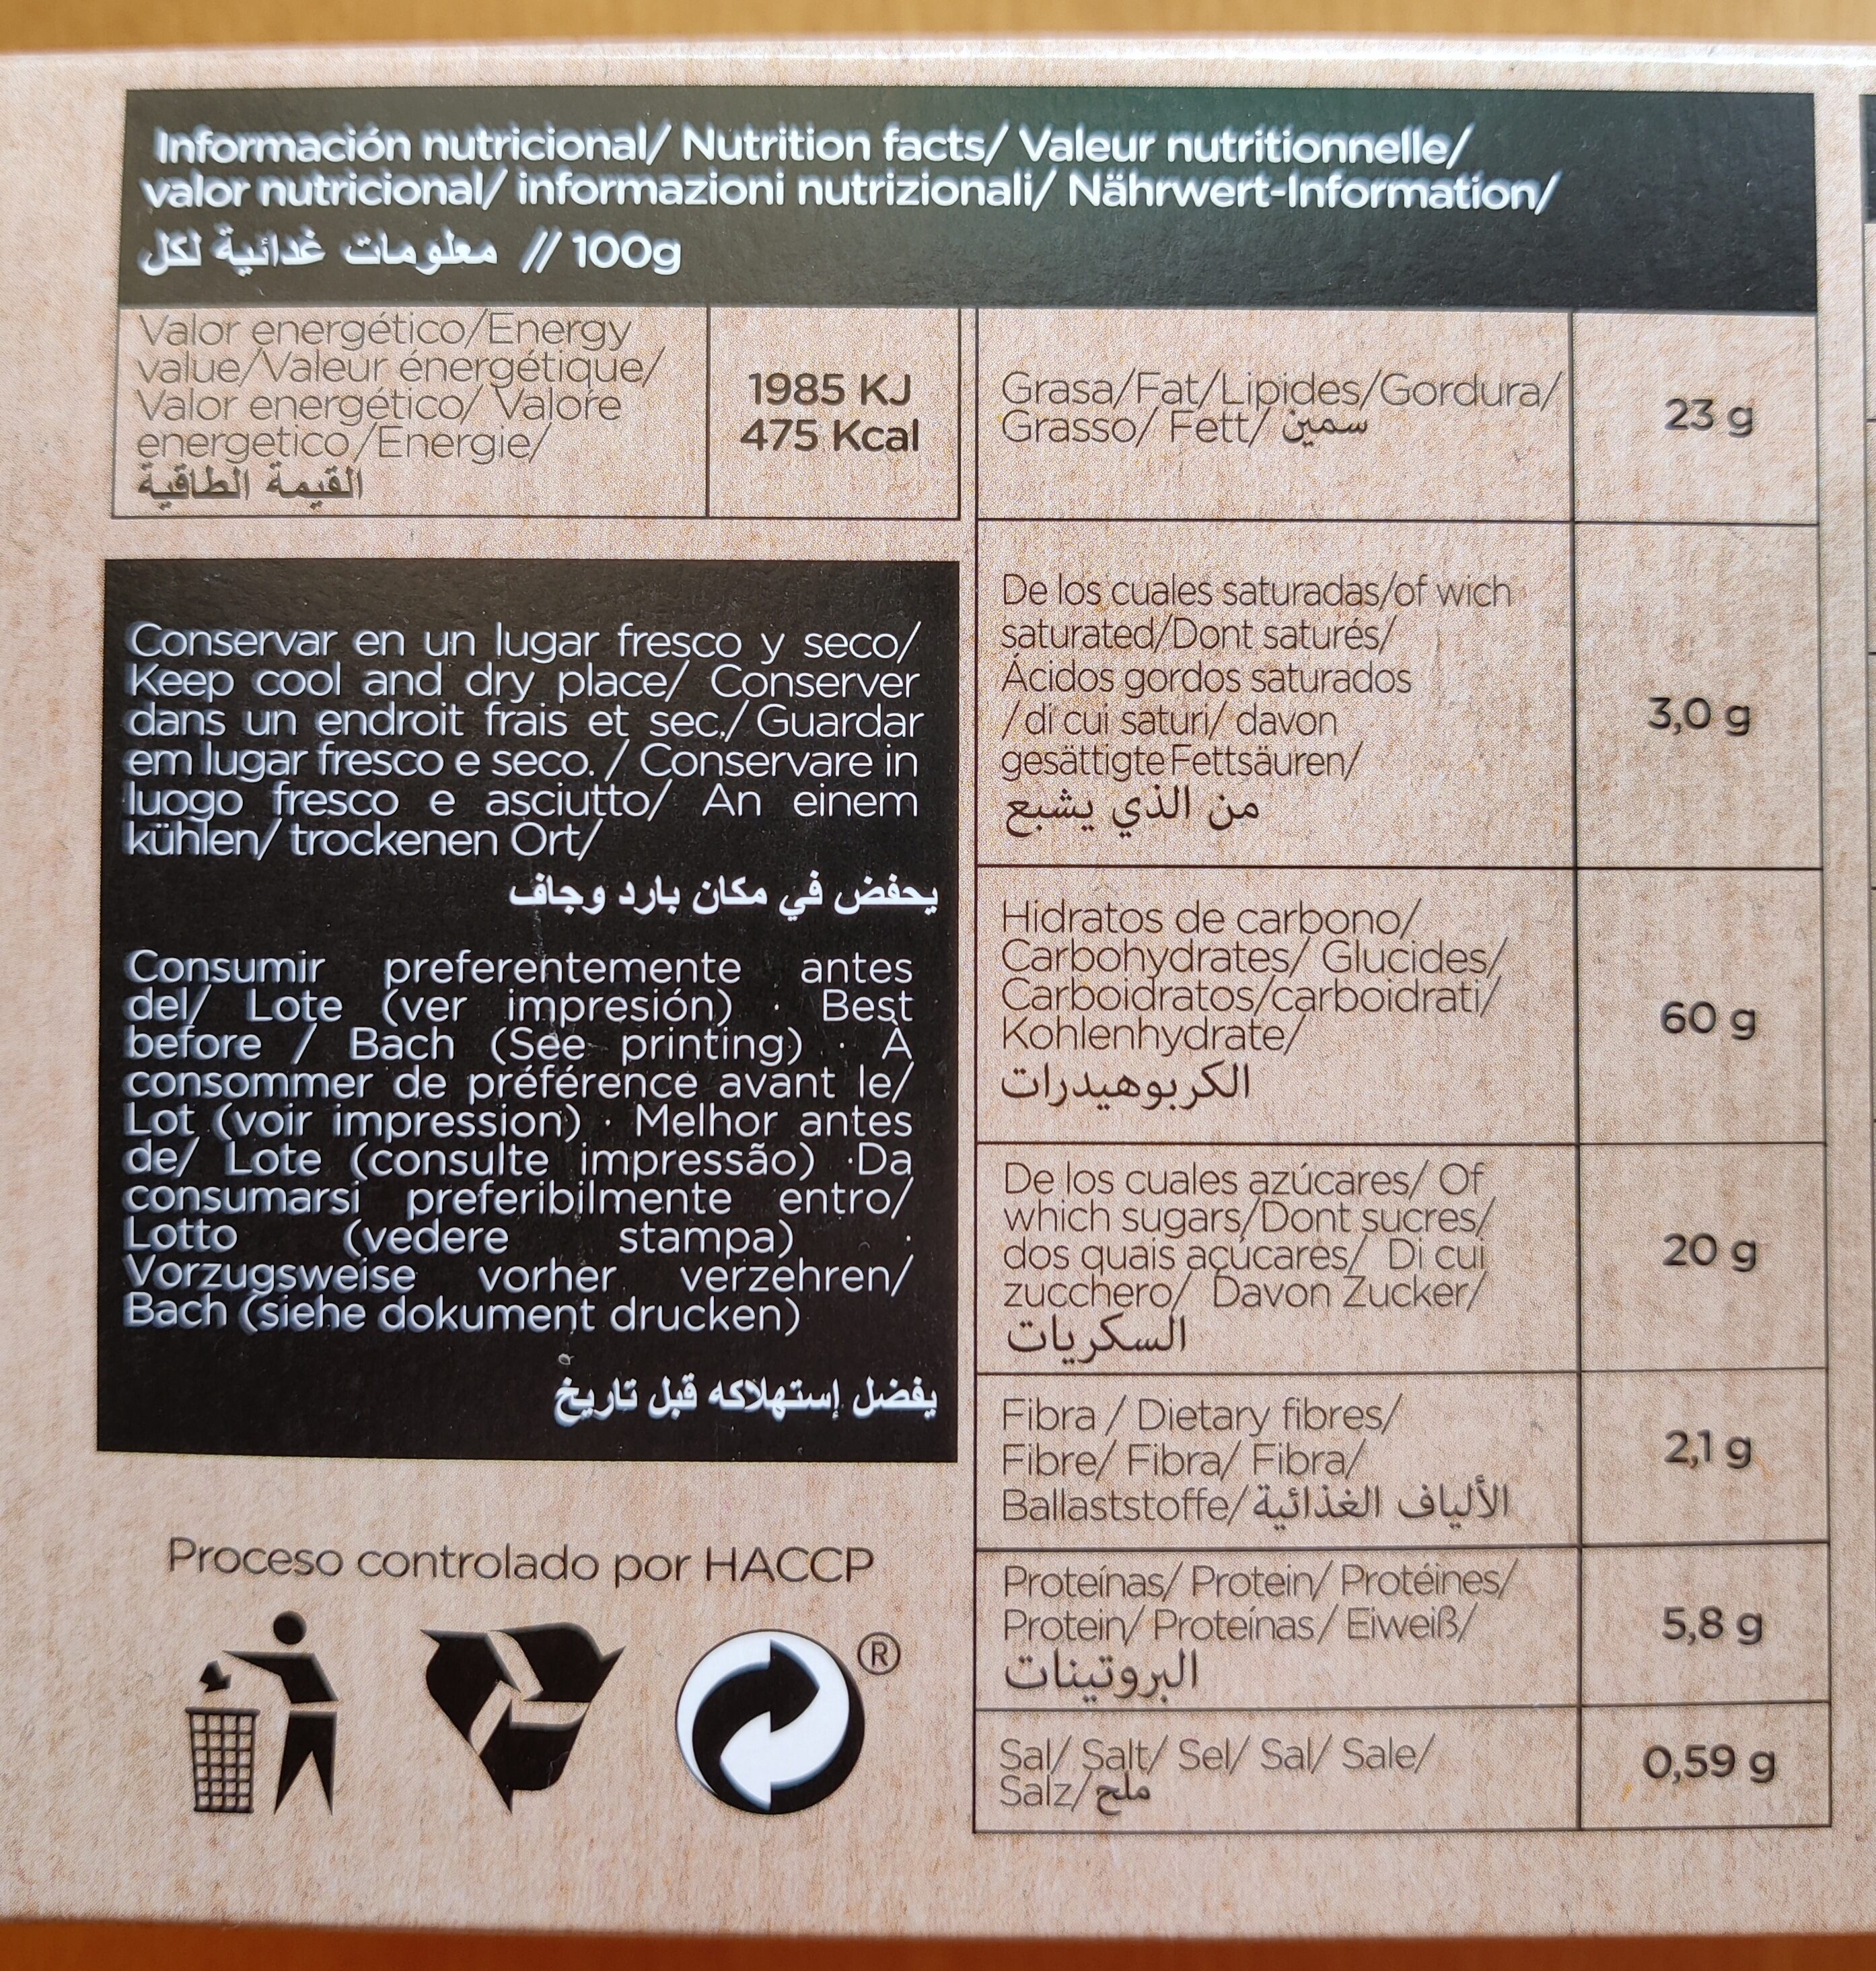 Información nutricional/ Nutrition facts/ Valeur nutritionnelle/
valor nutricional/ informazioni nutrizionali/ Nährwert-Information/
معلومات غدائية لكل // 100g
Valor energético/Energy
value/Valeur énergétique/
Valor energético/ Valore
energetico/Energie/
القيمة الطاقية
1985 KJ
475 Kcal
Conservar en un lugar fresco y seco/
Keep cool and dry place/ Conserver
dans un endroit frais et sec./ Guardar
em lugar fresco e seco. / Conservare in
luogo fresco e asciutto/ An einem
kühlen/ trockenen Ort/
يحفض في مكان بارد وجاف
Consumir preferentemente antes
del/ Lote (ver impresión) · Best
before / Bach (See printing) · À
consommer de préférence avant le/
Lot (voir impression) · Melhor antes
de/ Lote (consulte impressão) ·Da
consumarsi preferibilmente entro/
Lotto (vedere stampa) ·
Vorzugsweise vorher verzehren/
Bach (siehe dokument drucken)
يفضل إستهلاكه قبل تاريخ
Proceso controlado por HACCP
®
Grasa/Fat/Lipides/Gordura/
Grasso/ Fett/ سمين
23 g
De los cuales saturadas/of wich
saturated/Dont saturés/
Ácidos gordos saturados
/di cui saturi/ davon
gesättigte Fettsäuren/
من الذي يشبع
3,0 g
Hidratos de carbono/
Carbohydrates/ Glucides/
Carboidratos/carboidrati/
Kohlenhydrate/
الكربوهيدرات
60 g
De los cuales azúcares/ Of
which sugars/Dont sucres/
dos quais açúcares/ Di cui
zucchero/ Davon Zucker/
السكريات
20 g
Fibra / Dietary fibres/
Fibre/ Fibra/ Fibra/
Ballaststoffe/ الألياف الغذائية
2,1 g
Proteínas/ Protein/ Protéines/
Protein/ Proteínas/ Eiweiß/
البروتينات
5,8 g
Sal/ Salt/ Sel/ Sal/ Sale/
Salz/ ملح
0,59 g